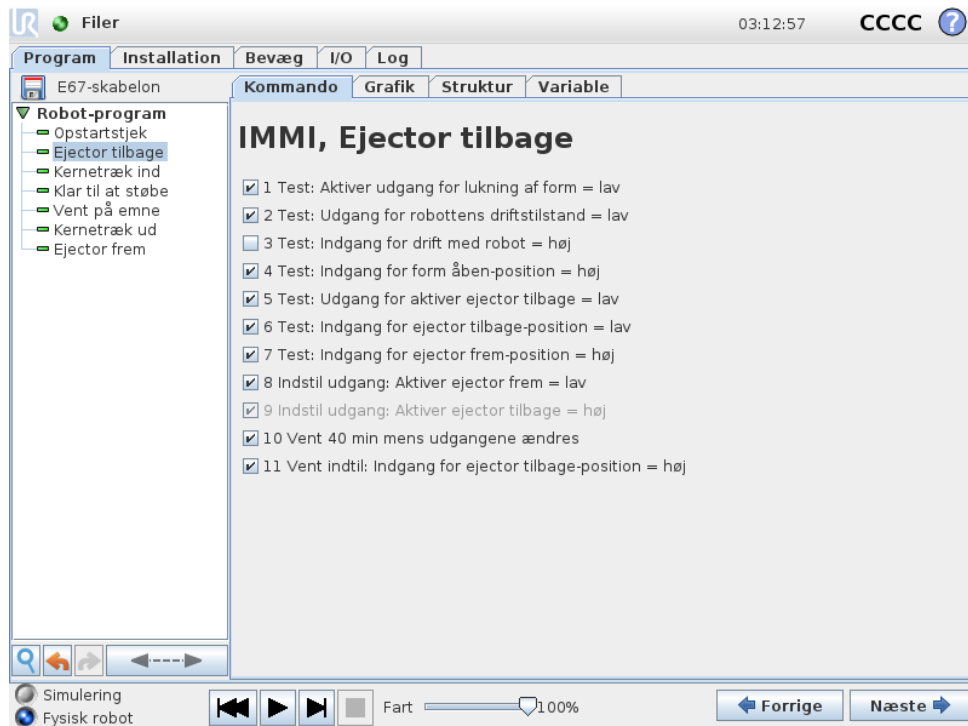 UR Filer 03:12:57 CCCC ?
Program Installation Bevæg I/O Log
E67-skabelon
Kommando Grafik Struktur Variable
Robot-program
Opstartstjek
Ejector tilbage
Kernetræk ind
Klar til at støbe
Vent på emne
Kernetræk ud
Ejector frem
IMMI, Ejector tilbage
1 Test: Aktiver udgang for lukning af form = lav
2 Test: Udgang for robottens driftstilstand = lav
3 Test: Indgang for drift med robot = høj
4 Test: Indgang for form åben-position = høj
5 Test: Udgang for aktiver ejector tilbage = lav
6 Test: Indgang for ejector tilbage-position = lav
7 Test: Indgang for ejector frem-position = høj
8 Indstil udgang: Aktiver ejector frem = lav
9 Indstil udgang: Aktiver ejector tilbage = høj
10 Vent 40 min mens udgangene ændres
11 Vent indtil: Indgang for ejector tilbage-position = høj
Simulering
Fysisk robot
Fart 100%
Forrige Næste